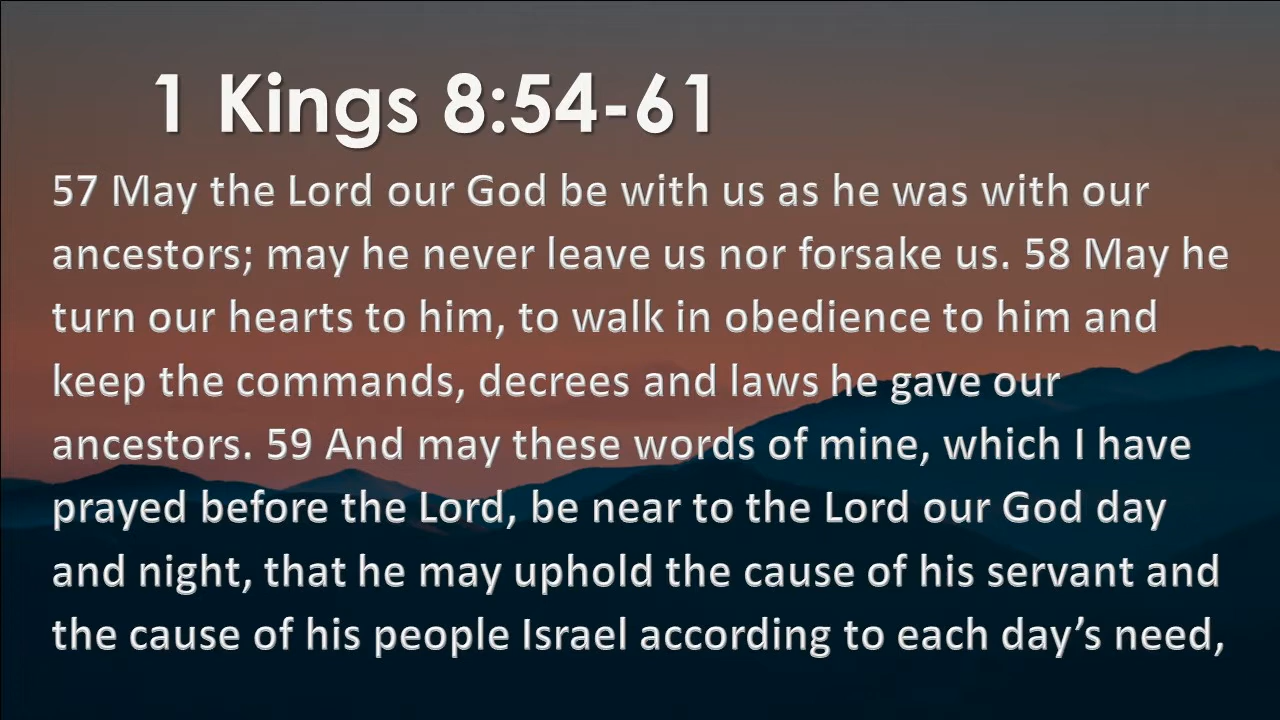 1 Kings 8:54-61
57 May the Lord our God be with us as he was with our
ancestors; may he never leave us nor forsake us. 58 May he
turn our hearts to him, to walk in obedience to him and
keep the commands, decrees and laws he gave our
ancestors. 59 And may these words of mine, which I have
prayed before the Lord, be near to the Lord our God day
and night, that he may uphold the cause of his servant and
the cause of his people Israel according to each day’s need,